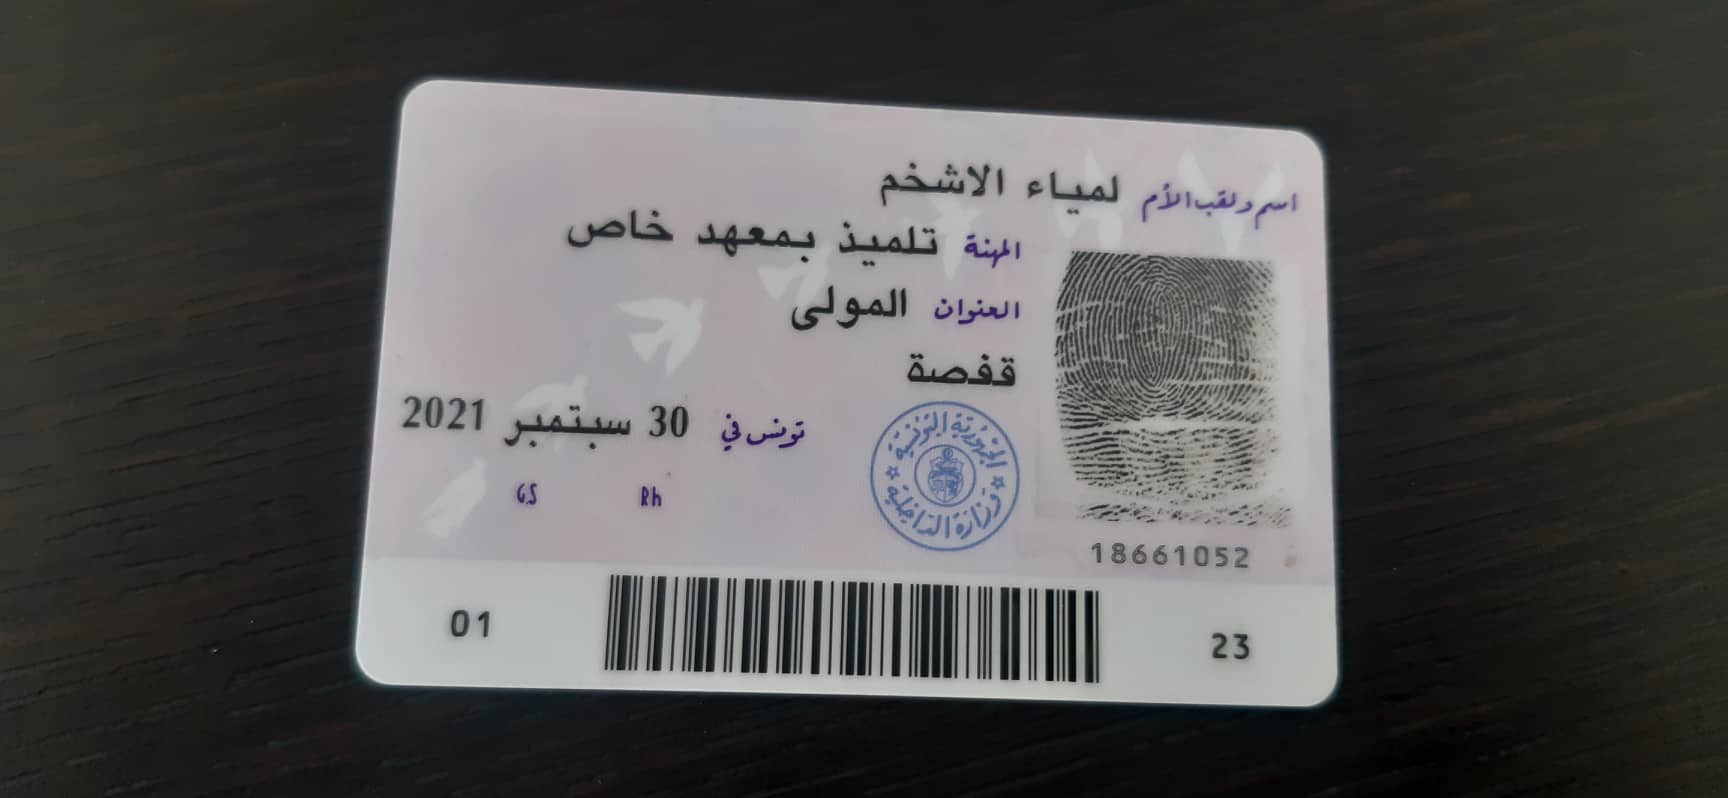 اسم ولقب الأم لمياء الاشخم
المهنة تلميذ بمعهد خاص
العنوان المولى
قفصة
تونس في 30 سبتمبر 2021
الجمهورية التونسية
وزارة الداخلية
GS Rh
18661052
01 23